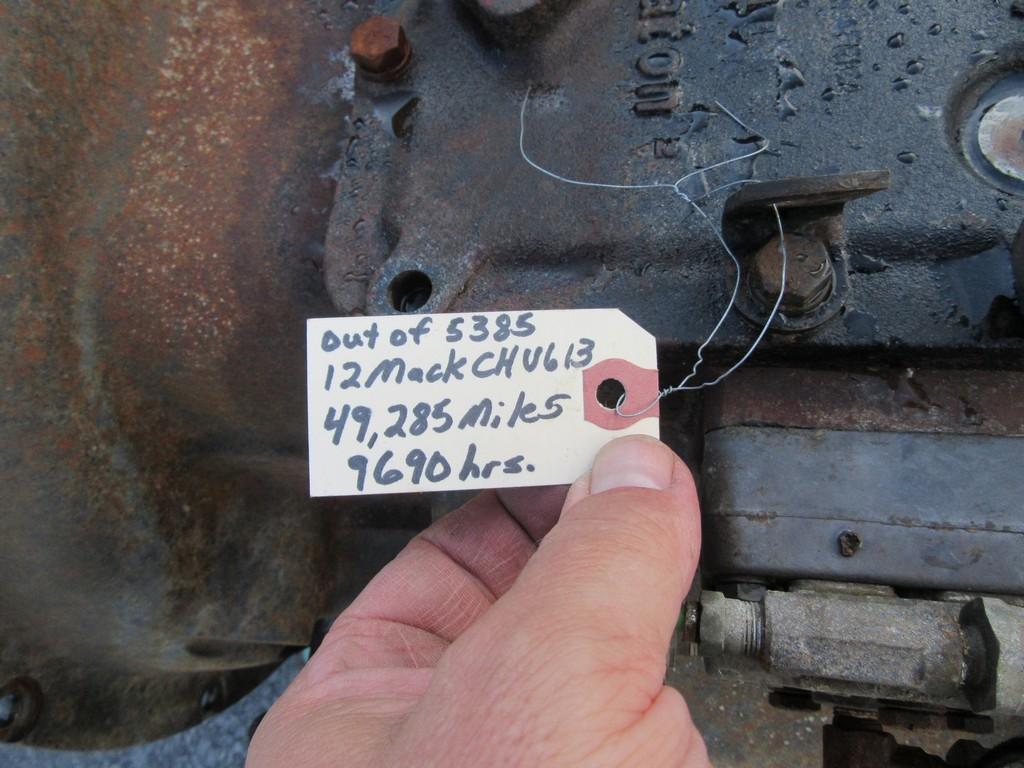 out of 5385
12 Mack CHU613
49,285 Miles
9690 hrs.